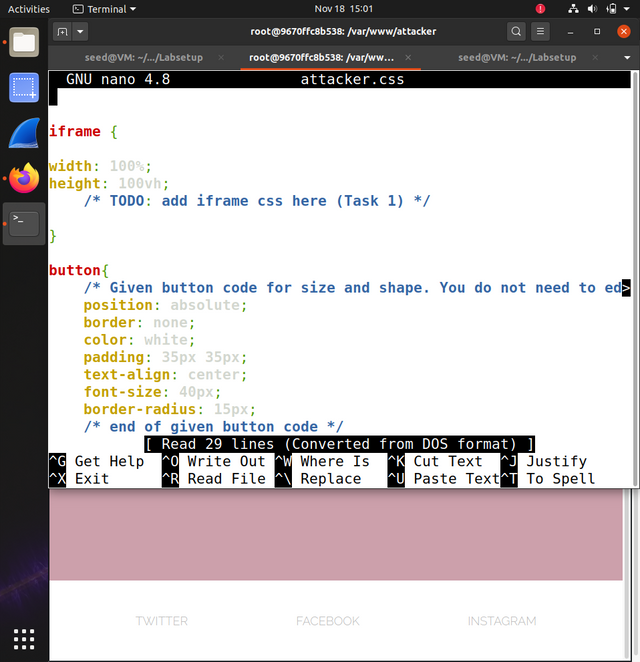 Activities Terminal Nov 18 15:01
root@9670ffc8b538: /var/www/attacker
seed@VM: ~/.../Labsetup root@9670ffc8b538: /var/ww... seed@VM: ~/.../Labsetup
GNU nano 4.8 attacker.css
iframe {
width: 100%;
height: 100vh;
/* TODO: add iframe css here (Task 1) */
}
button{
/* Given button code for size and shape. You do not need to ed>
position: absolute;
border: none;
color: white;
padding: 35px 35px;
text-align: center;
font-size: 40px;
border-radius: 15px;
/* end of given button code */
[ Read 29 lines (Converted from DOS format) ]
^G Get Help ^O Write Out ^W Where Is ^K Cut Text ^J Justify
^X Exit ^R Read File ^\ Replace ^U Paste Text ^T To Spell
TWITTER FACEBOOK INSTAGRAM